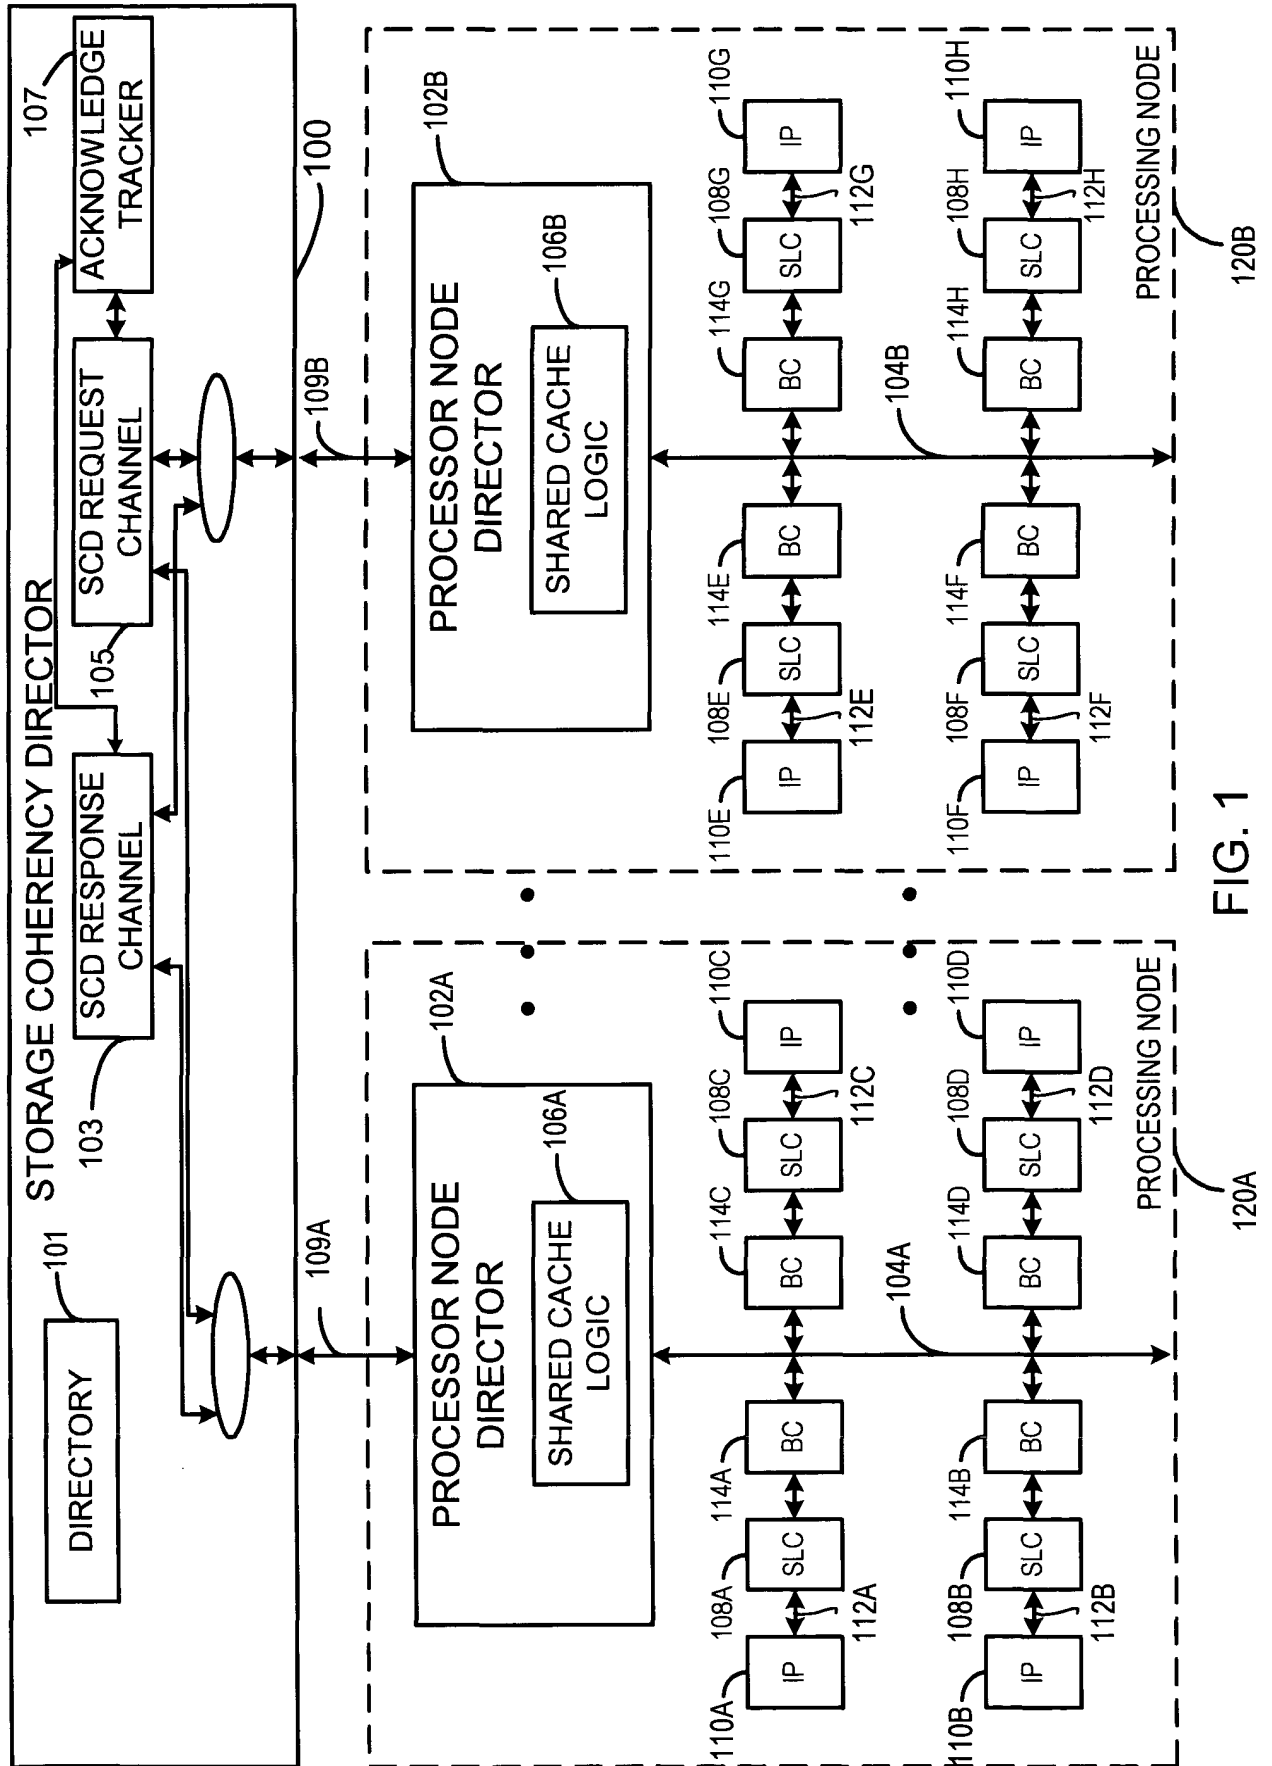 STORAGE COHERENCY DIRECTOR
100
DIRECTORY
101
SCD RESPONSE
CHANNEL
103
SCD REQUEST
CHANNEL
105
ACKNOWLEDGE
TRACKER
107
109A
109B
PROCESSOR NODE
DIRECTOR
102A
SHARED CACHE
LOGIC
106A
PROCESSOR NODE
DIRECTOR
102B
SHARED CACHE
LOGIC
106B
110A
IP
112A
108A
SLC
114A
BC
114C
BC
108C
SLC
112C
110C
IP
110E
IP
112E
108E
SLC
114E
BC
114G
BC
108G
SLC
112G
110G
IP
104A
104B
110B
IP
112B
108B
SLC
114B
BC
114D
BC
108D
SLC
112D
110D
IP
110F
IP
112F
108F
SLC
114F
BC
114H
BC
108H
SLC
112H
110H
IP
PROCESSING NODE
120A
PROCESSING NODE
120B
FIG. 1